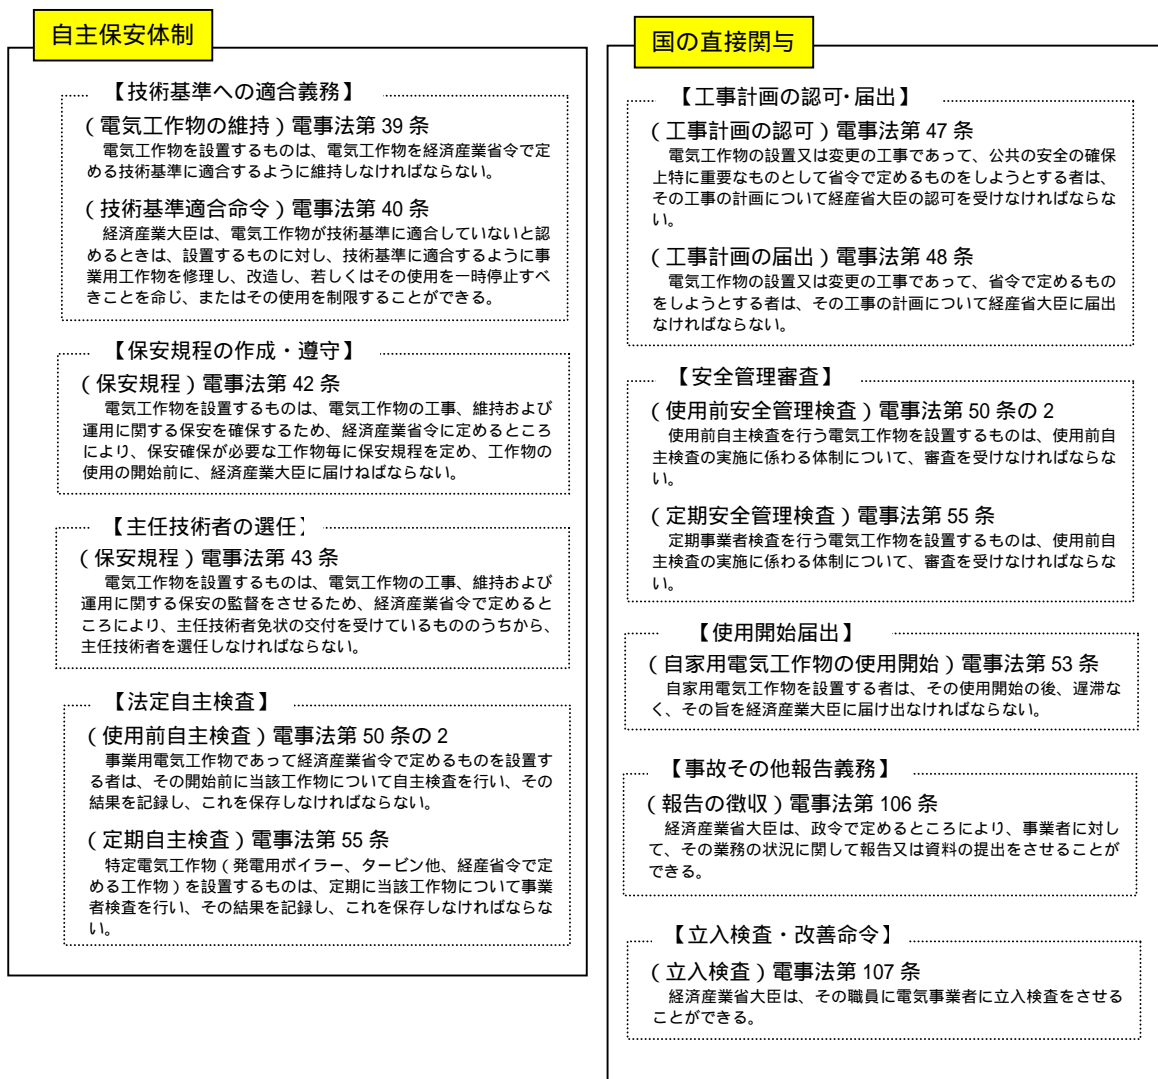 自主保安体制
【技術基準への適合義務】
(電気工作物の維持)電事法第 39 条
電気工作物を設置するものは、電気工作物を経済産業省令で定
める技術基準に適合するように維持しなければならない。
(技術基準適合命令)電事法第 40 条
経済産業大臣は、電気工作物が技術基準に適合していないと認
めるときは、設置するものに対し、技術基準に適合するように事
業用工作物を修理し、改造し、若しくはその使用を一時停止すべ
きことを命じ、またはその使用を制限することができる。
【保安規程の作成・遵守】
(保安規程)電事法第 42 条
電気工作物を設置するものは、電気工作物の工事、維持および
運用に関する保安を確保するため、経済産業省令に定めるところ
により、保安確保が必要な工作物毎に保安規程を定め、工作物の
使用の開始前に、経済産業大臣に届けねばならない。
【主任技術者の選任】
(保安規程)電事法第 43 条
電気工作物を設置するものは、電気工作物の工事、維持および
運用に関する保安の監督をさせるため、経済産業省令で定めると
ころにより、主任技術者免状の交付を受けているもののうちから、
主任技術者を選任しなければならない。
【法定自主検査】
(使用前自主検査)電事法第 50 条の 2
事業用電気工作物であって経済産業省令で定めるものを設置す
る者は、その開始前に当該工作物について自主検査を行い、その
結果を記録し、これを保存しなければならない。
(定期自主検査)電事法第 55 条
特定電気工作物(発電用ボイラー、タービン他、経産省令で定
める工作物)を設置するものは、定期に当該工作物について事業
者検査を行い、その結果を記録し、これを保存しなければならな
い。
国の直接関与
【工事計画の認可・届出】
(工事計画の認可)電事法第 47 条
電気工作物の設置又は変更の工事であって、公共の安全の確保
上特に重要なものとして省令で定めるものをしようとする者は、
その工事の計画について経産省大臣の認可を受けなければならな
い。
(工事計画の届出)電事法第 48 条
電気工作物の設置又は変更の工事であって、省令で定めるもの
をしようとする者は、その工事の計画について経産省大臣に届出
なければならない。
【安全管理審査】
(使用前安全管理検査)電事法第 50 条の 2
使用前自主検査を行う電気工作物を設置するものは、使用前自
主検査の実施に係わる体制について、審査を受けなければならな
い。
(定期安全管理検査)電事法第 55 条
定期事業者検査を行う電気工作物を設置するものは、使用前自
主検査の実施に係わる体制について、審査を受けなければならな
い。
【使用開始届出】
(自家用電気工作物の使用開始)電事法第 53 条
自家用電気工作物を設置する者は、その使用開始の後、遅滞な
く、その旨を経済産業大臣に届け出なければならない。
【事故その他報告義務】
(報告の徴収)電事法第 106 条
経済産業省大臣は、政令で定めるところにより、事業者に対し
て、その業務の状況に関して報告又は資料の提出をさせることが
できる。
【立入検査・改善命令】
(立入検査)電事法第 107 条
経済産業省大臣は、その職員に電気事業者に立入検査をさせる
ことができる。